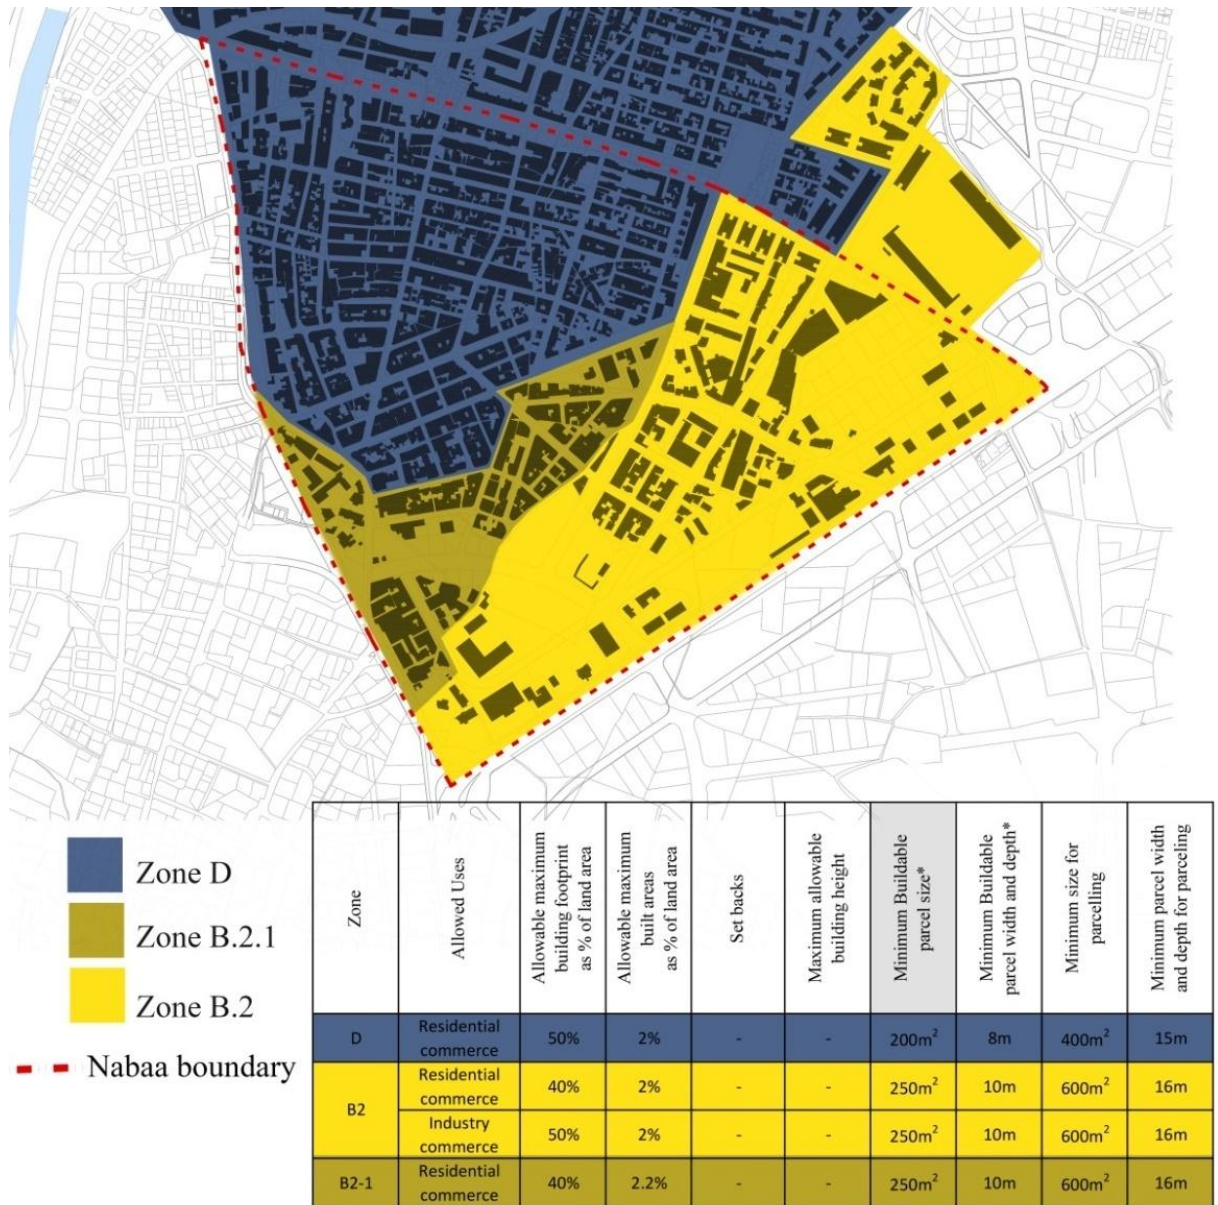 Zone D
Zone B.2.1
Zone B.2
Nabaa boundary
Zone
Allowed Uses
Allowable maximum
building footprint
as % of land area
Allowable maximum
built areas
as % of land area
Set backs
Maximum allowable
building height
Minimum Buildable
parcel size*
Minimum Buildable
parcel width and depth*
Minimum size for
parcelling
Minimum parcel width
and depth for parceling
D
Residential
commerce
50%
2%
-
-
200m²
8m
400m²
15m
B2
Residential
commerce
40%
2%
-
-
250m²
10m
600m²
16m
Industry
commerce
50%
2%
-
-
250m²
10m
600m²
16m
B2-1
Residential
commerce
40%
2.2%
-
-
250m²
10m
600m²
16m